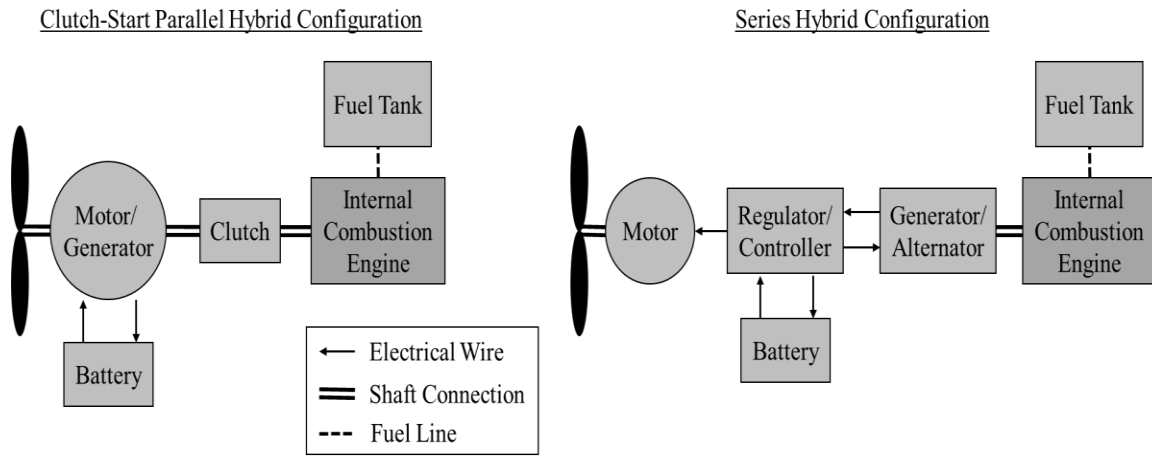 Clutch-Start Parallel Hybrid Configuration
Fuel Tank
Motor/
Generator
Clutch
Internal
Combustion
Engine
Battery
Electrical Wire
Shaft Connection
Fuel Line
Series Hybrid Configuration
Fuel Tank
Motor
Regulator/
Controller
Generator/
Alternator
Internal
Combustion
Engine
Battery